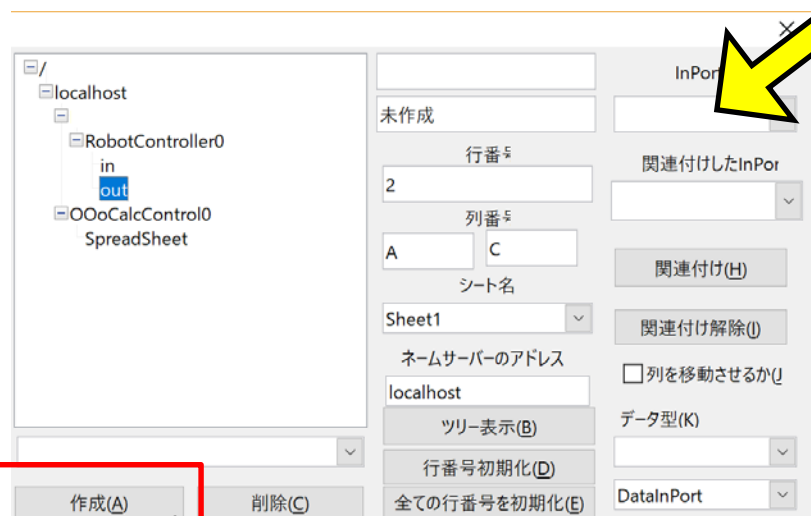 /
localhost
RobotController0
in
out
OOoCalcControl0
SpreadSheet
作成(A)
削除(C)
未作成
行番号
2
列番号
A
C
シート名
Sheet1
ネームサーバーのアドレス
localhost
ツリー表示(B)
行番号初期化(D)
全ての行番号を初期化(E)
InPor
関連付けしたInPor
関連付け(H)
関連付け解除(I)
列を移動させるか(J
データ型(K)
DataInPort